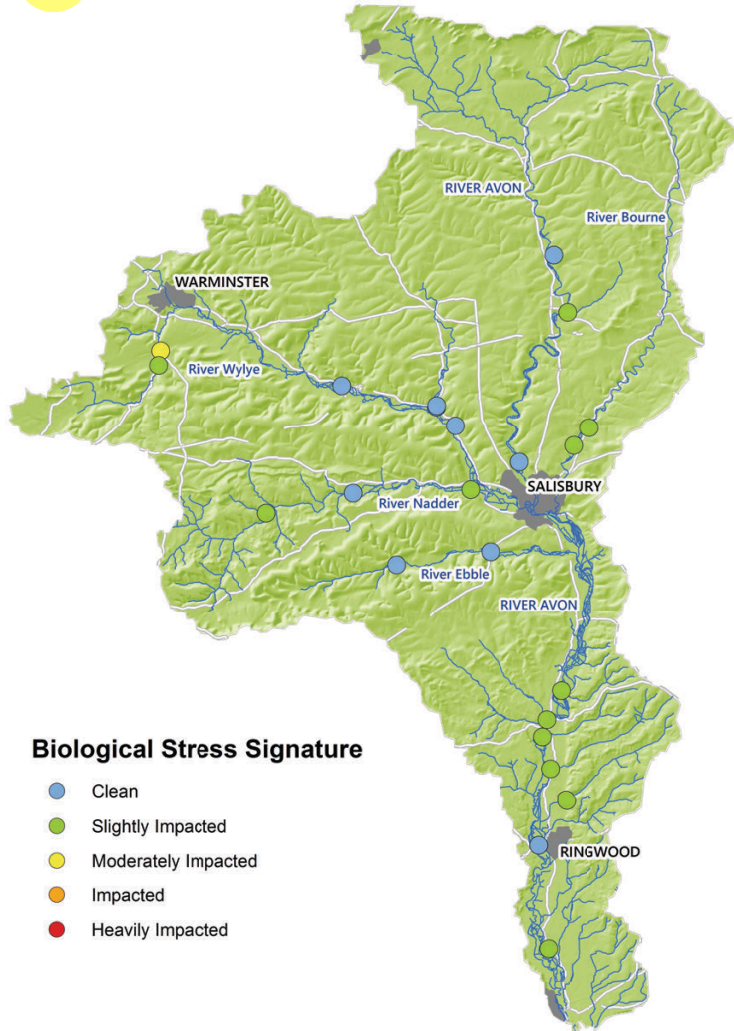 RIVER AVON
River Bourne
WARMINSTER
River Wylye
SALISBURY
River Nadder
River Ebble
RIVER AVON
Biological Stress Signature
Clean
Slightly Impacted
Moderately Impacted
RINGWOOD
Impacted
Heavily Impacted